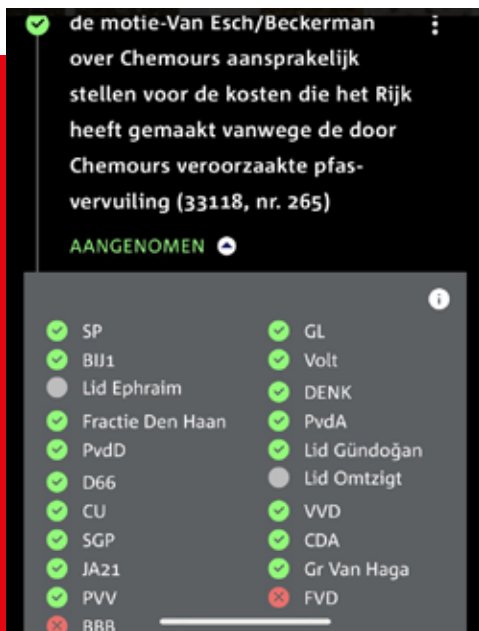 de motie-Van Esch/Beckerman
over Chemours aansprakelijk
stellen voor de kosten die het Rijk
heeft gemaakt vanwege de door
Chemours veroorzaakte pfas-
vervuiling (33118, nr. 265)
AANGENOMEN
SP
GL
BIJ1
Volt
Lid Ephraim
DENK
Fractie Den Haan
PvdA
PvdD
Lid Gündoğan
D66
Lid Omtzigt
CU
VVD
SGP
CDA
JA21
Gr Van Haga
PVV
FVD
BBB